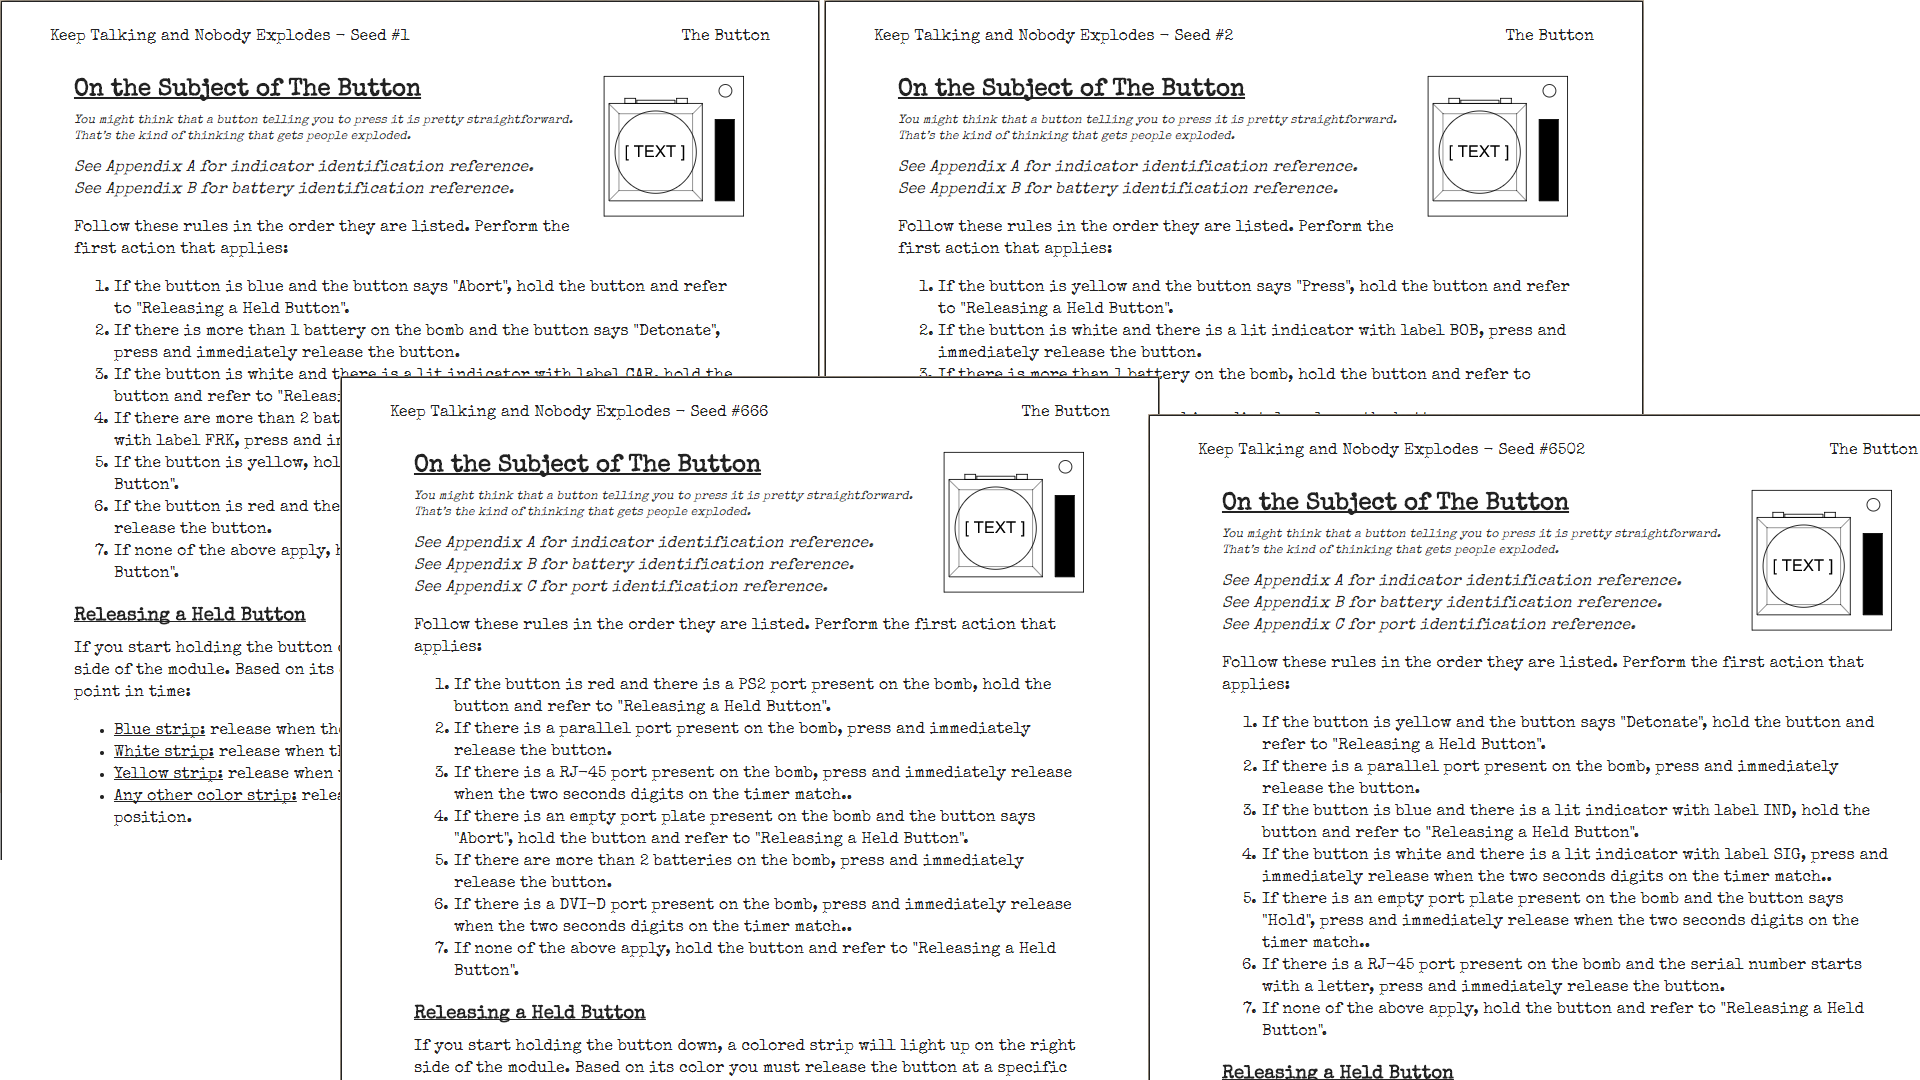 Keep Talking and Nobody Explodes - Seed #1
The Button
On the Subject of The Button
You might think that a button telling you to press it is pretty straightforward.
That's the kind of thinking that gets people exploded.
See Appendix A for indicator identification reference.
See Appendix B for battery identification reference.
[ TEXT ]
Follow these rules in the order they are listed. Perform the
first action that applies:
1. If the button is blue and the button says "Abort", hold the button and refer
to "Releasing a Held Button".
2. If there is more than 1 battery on the bomb and the button says "Detonate",
press and immediately release the button.
3. If the button is white and there is a lit indicator with label CAR, hold the
button and refer to "Releas
4. If there are more than 2 bat
with label FRK, press and i
5. If the button is yellow, hol
Button".
6. If the button is red and the
release the button.
7. If none of the above apply,
Button".
Releasing a Held Button
If you start holding the button
side of the module. Based on its
point in time:
• Blue strip: release when th
• White strip: release when t
• Yellow strip: release when
• Any other color strip: rele
position.
Keep Talking and Nobody Explodes - Seed #2
The Button
On the Subject of The Button
You might think that a button telling you to press it is pretty straightforward.
That's the kind of thinking that gets people exploded.
See Appendix A for indicator identification reference.
See Appendix B for battery identification reference.
[ TEXT ]
Follow these rules in the order they are listed. Perform the
first action that applies:
1. If the button is yellow and the button says "Press", hold the button and refer
to "Releasing a Held Button".
2. If the button is white and there is a lit indicator with label BOB, press and
immediately release the button.
3. If there is more than 1 battery on the bomb, hold the button and refer to
Keep Talking and Nobody Explodes - Seed #666
The Button
On the Subject of The Button
You might think that a button telling you to press it is pretty straightforward.
That's the kind of thinking that gets people exploded.
See Appendix A for indicator identification reference.
See Appendix B for battery identification reference.
See Appendix C for port identification reference.
[ TEXT ]
Follow these rules in the order they are listed. Perform the first action that
applies:
1. If the button is red and there is a PS2 port present on the bomb, hold the
button and refer to "Releasing a Held Button".
2. If there is a parallel port present on the bomb, press and immediately
release the button.
3. If there is a RJ-45 port present on the bomb, press and immediately release
when the two seconds digits on the timer match..
4. If there is an empty port plate present on the bomb and the button says
"Abort", hold the button and refer to "Releasing a Held Button".
5. If there are more than 2 batteries on the bomb, press and immediately
release the button.
6. If there is a DVI-D port present on the bomb, press and immediately release
when the two seconds digits on the timer match..
7. If none of the above apply, hold the button and refer to "Releasing a Held
Button".
Releasing a Held Button
If you start holding the button down, a colored strip will light up on the right
side of the module. Based on its color you must release the button at a specific
Keep Talking and Nobody Explodes - Seed #6502
The Button
On the Subject of The Button
You might think that a button telling you to press it is pretty straightforward.
That's the kind of thinking that gets people exploded.
See Appendix A for indicator identification reference.
See Appendix B for battery identification reference.
See Appendix C for port identification reference.
[ TEXT ]
Follow these rules in the order they are listed. Perform the first action that
applies:
1. If the button is yellow and the button says "Detonate", hold the button and
refer to "Releasing a Held Button".
2. If there is a parallel port present on the bomb, press and immediately
release the button.
3. If the button is blue and there is a lit indicator with label IND, hold the
button and refer to "Releasing a Held Button".
4. If the button is white and there is a lit indicator with label SIG, press and
immediately release when the two seconds digits on the timer match..
5. If there is an empty port plate present on the bomb and the button says
"Hold", press and immediately release when the two seconds digits on the
timer match..
6. If there is a RJ-45 port present on the bomb and the serial number starts
with a letter, press and immediately release the button.
7. If none of the above apply, hold the button and refer to "Releasing a Held
Button".
Releasing a Held Button